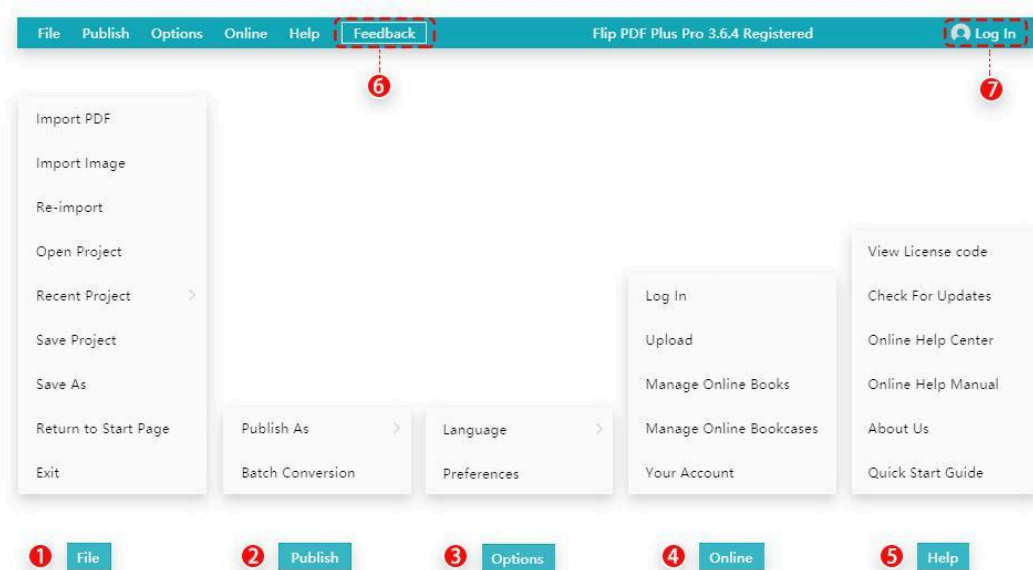 File Publish Options Online Help Feedback Flip PDF Plus Pro 3.6.4 Registered Log In
6
7
Import PDF
Import Image
Re-import
Open Project
Recent Project
Save Project
Save As
Return to Start Page
Exit
Publish As
Batch Conversion
Language
Preferences
Log In
Upload
Manage Online Books
Manage Online Bookcases
Your Account
View License code
Check For Updates
Online Help Center
Online Help Manual
About Us
Quick Start Guide
1 File
2 Publish
3 Options
4 Online
5 Help